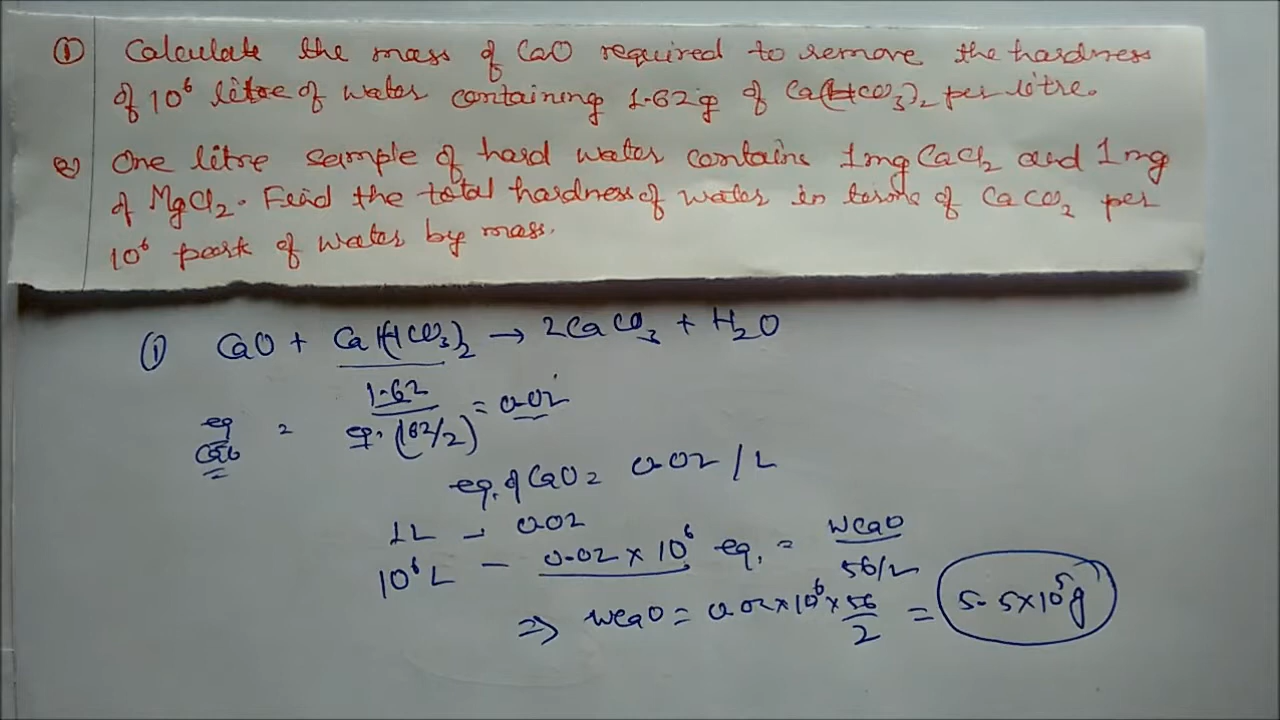 ① Calculate the mass of CaO required to remove the hardness
of 10⁶ litre of water containing 1.62g of Ca(HCO₃)₂ per litre.
② One litre sample of hard water contains 1mg CaCl₂ and 1mg
of MgCl₂. Find the total hardness of water in terms of CaCO₂ per
10⁶ part of water by mass.
① CaO + Ca(HCO₃)₂ → 2CaCO₃ + H₂O
eq CaO = 1.62 / eq. (162/2) = 0.02
eq. of CaO = 0.02 / L
1L → 0.02
10⁶ L — 0.02 × 10⁶ eq. = WCaO / 56/2
⇒ WCaO = 0.02×10⁶×56/2 = 5.5×10⁵g